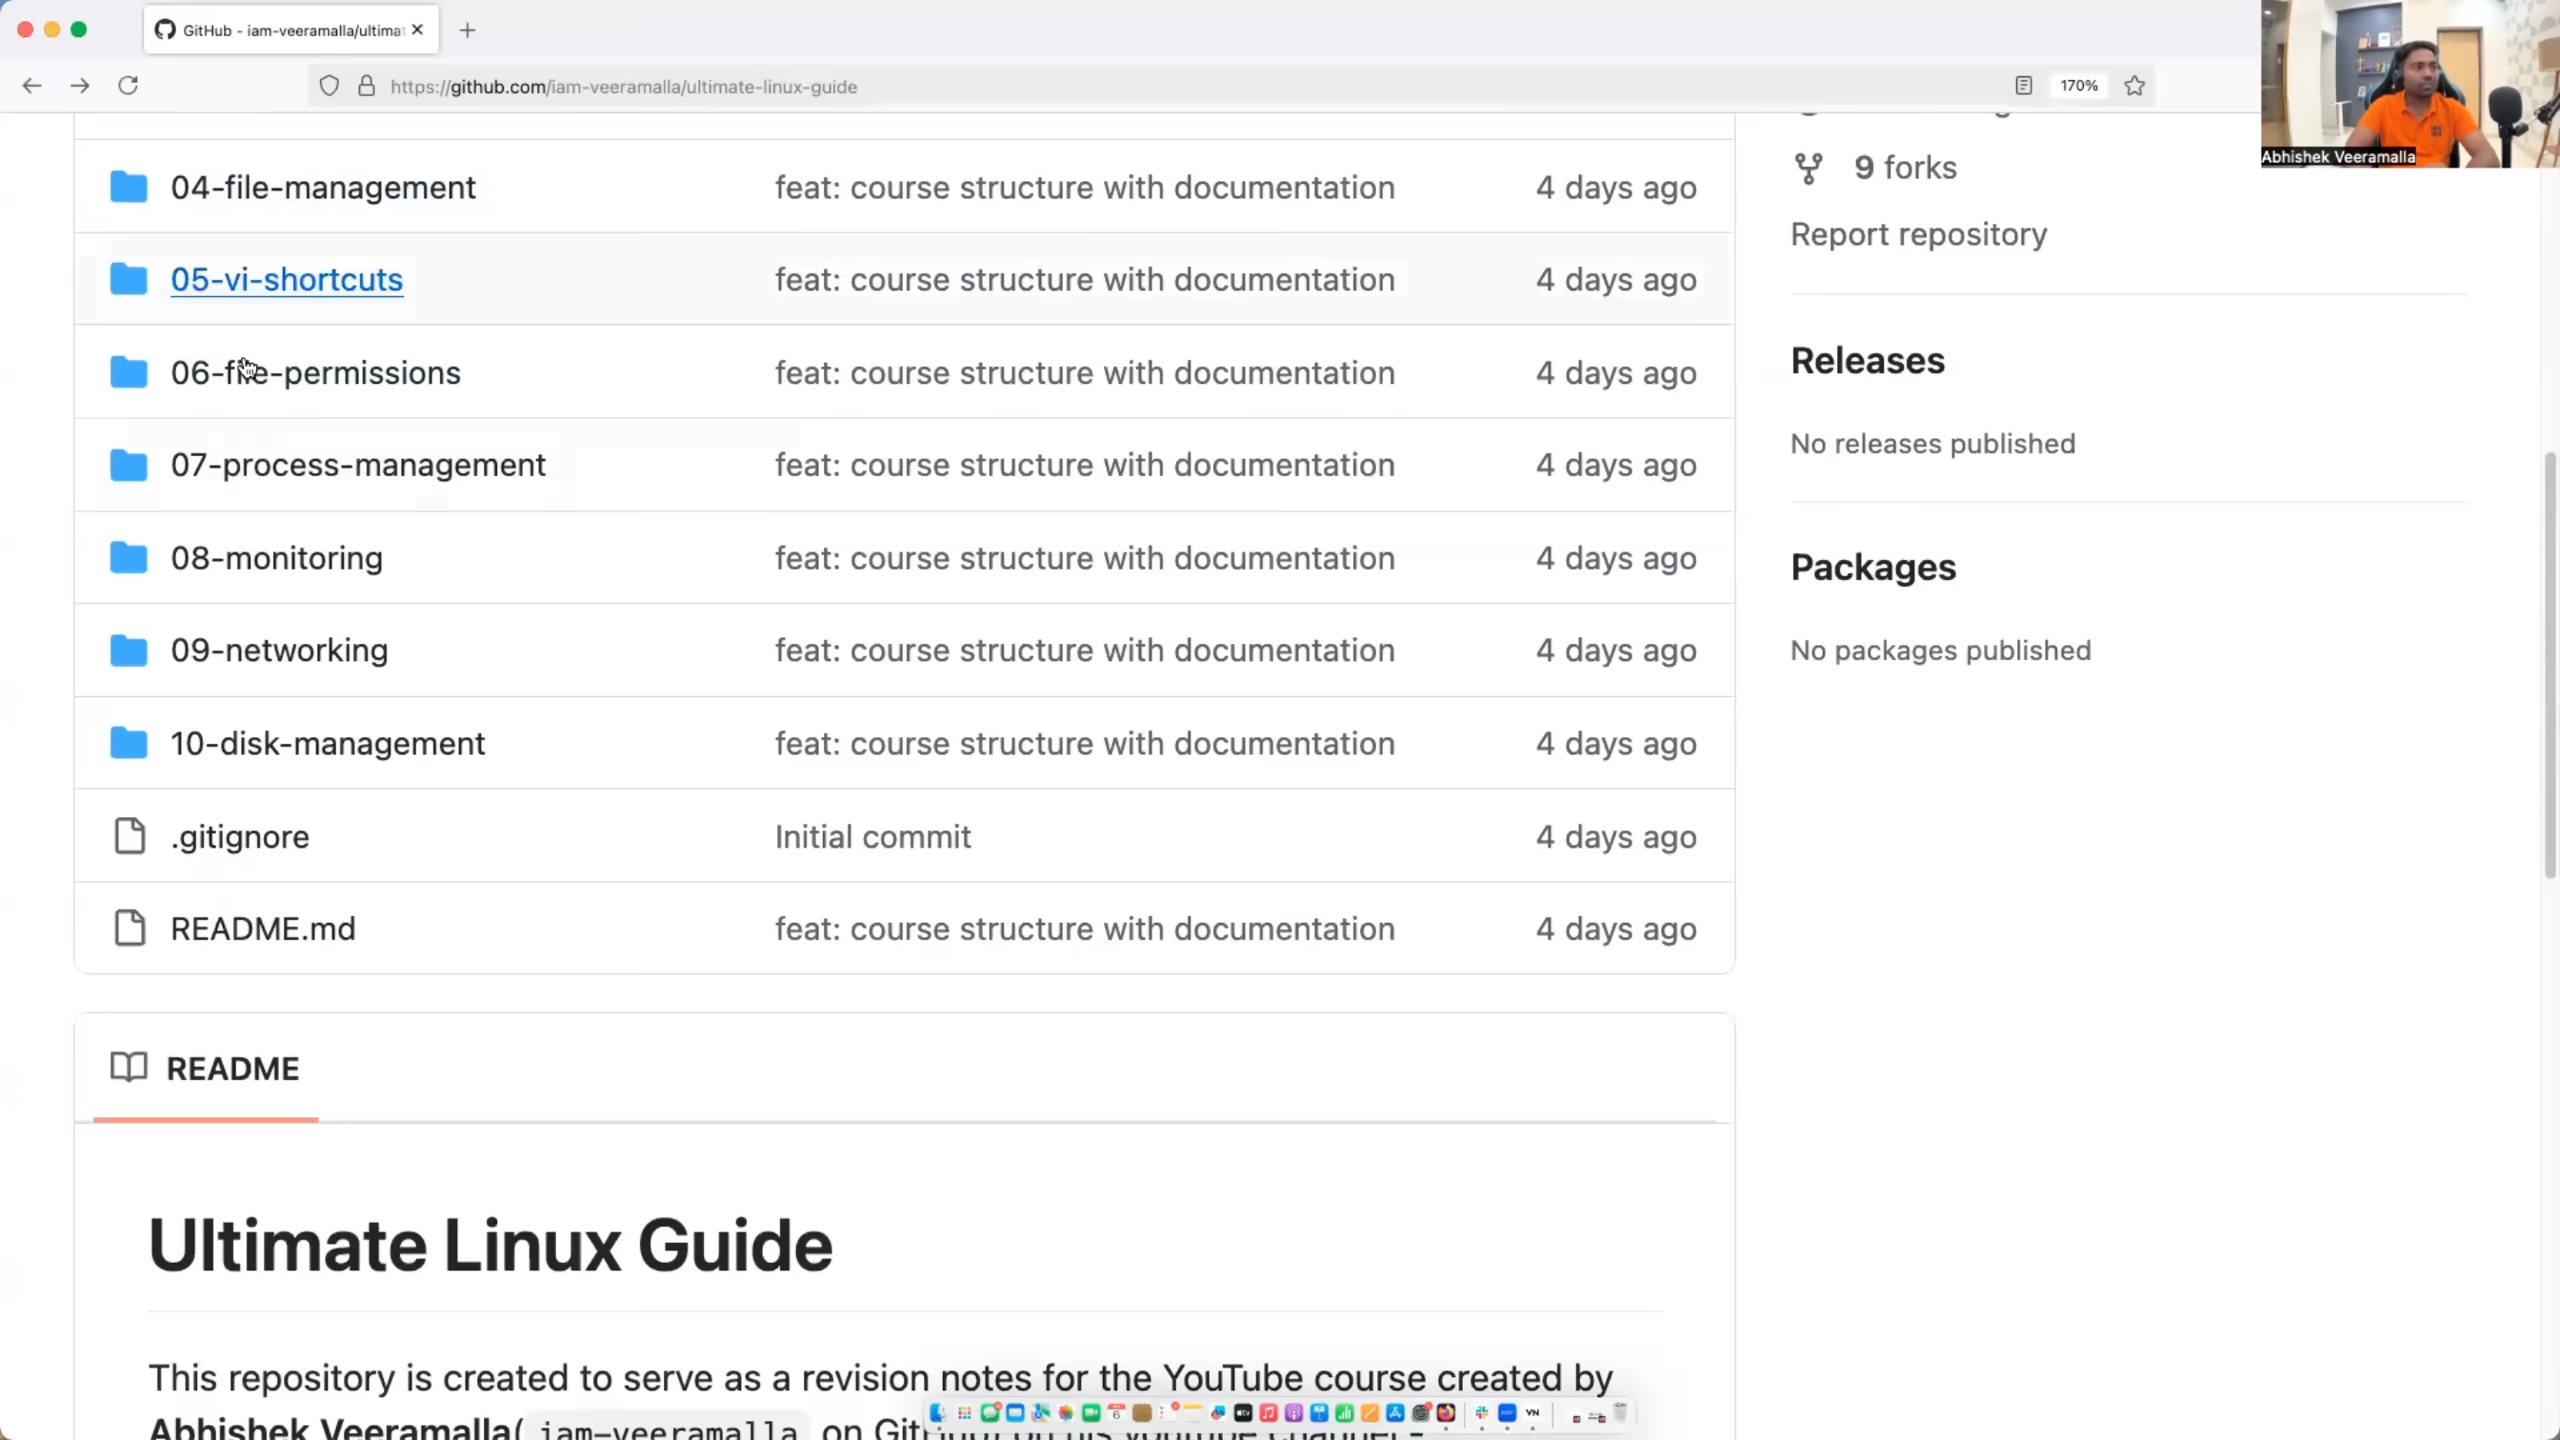 GitHub - iam-veeramalla/ultima
https://github.com/iam-veeramalla/ultimate-linux-guide
170%
Abhishek Veeramalla
04-file-management feat: course structure with documentation 4 days ago
9 forks
Report repository
05-vi-shortcuts feat: course structure with documentation 4 days ago
06-file-permissions feat: course structure with documentation 4 days ago
Releases
No releases published
07-process-management feat: course structure with documentation 4 days ago
08-monitoring feat: course structure with documentation 4 days ago
Packages
No packages published
09-networking feat: course structure with documentation 4 days ago
10-disk-management feat: course structure with documentation 4 days ago
.gitignore Initial commit 4 days ago
README.md feat: course structure with documentation 4 days ago
README
Ultimate Linux Guide
This repository is created to serve as a revision notes for the YouTube course created by
Abhishek Veeramalla( iam-veeramalla on GitHub) on his youtube channel -